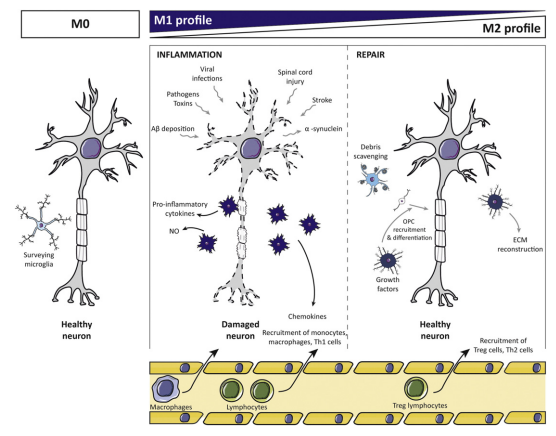 M0
M1 profile
M2 profile
INFLAMMATION
REPAIR
Viral
infections
Spinal cord
injury
Pathogens
Toxins
Stroke
Aβ deposition
α -synuclein
Debris
scavenging
Pro-inflammatory
cytokines
NO
OPC
recruitment
& differentiation
ECM
reconstruction
Surveying
microglia
Growth
factors
Chemokines
Healthy
neuron
Damaged
neuron
Healthy
neuron
Recruitment of monocytes,
macrophages, Th1 cells
Recruitment of
Treg cells, Th2 cells
Macrophages
Lymphocytes
Treg lymphocytes